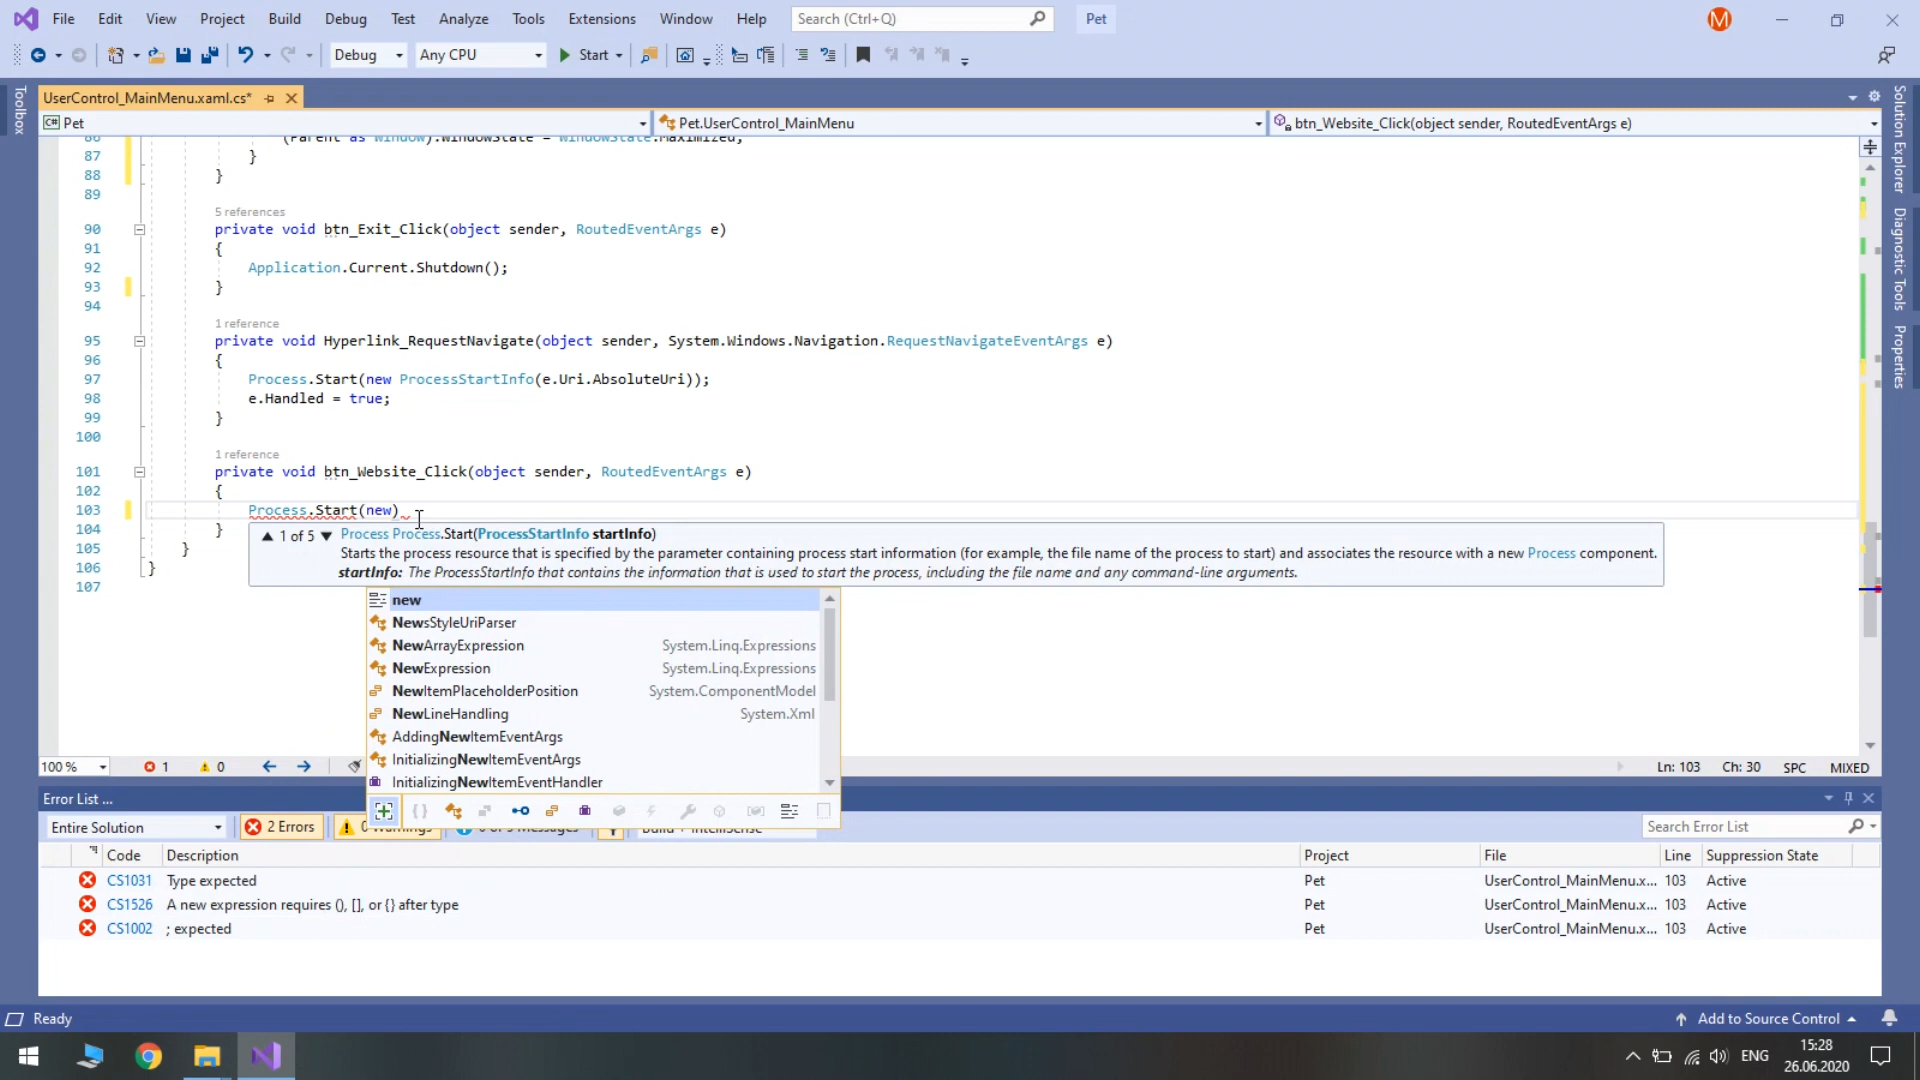 File Edit View Project Build Debug Test Analyze Tools Extensions Window Help Search (Ctrl+Q) Pet M
Debug Any CPU Start
Toolbox
UserControl_MainMenu.xaml.cs*
C# Pet Pet.UserControl_MainMenu btn_Website_Click(object sender, RoutedEventArgs e)
86 (Parent as Window).WindowState = WindowState.Maximized;
87 }
88 }
89
5 references
90 private void btn_Exit_Click(object sender, RoutedEventArgs e)
91 {
92 Application.Current.Shutdown();
93 }
94
1 reference
95 private void Hyperlink_RequestNavigate(object sender, System.Windows.Navigation.RequestNavigateEventArgs e)
96 {
97 Process.Start(new ProcessStartInfo(e.Uri.AbsoluteUri));
98 e.Handled = true;
99 }
100
1 reference
101 private void btn_Website_Click(object sender, RoutedEventArgs e)
102 {
103 Process.Start(new)
104 }
105 }
106 }
107
1 of 5 Process Process.Start(ProcessStartInfo startInfo)
Starts the process resource that is specified by the parameter containing process start information (for example, the file name of the process to start) and associates the resource with a new Process component.
startInfo: The ProcessStartInfo that contains the information that is used to start the process, including the file name and any command-line arguments.
new
NewsStyleUriParser
NewArrayExpression System.Linq.Expressions
NewExpression System.Linq.Expressions
NewItemPlaceholderPosition System.ComponentModel
NewLineHandling System.Xml
AddingNewItemEventArgs
InitializingNewItemEventArgs
InitializingNewItemEventHandler
Solution Explorer
Diagnostic Tools
Properties
100 % 1 0 Ln: 103 Ch: 30 SPC MIXED
Error List ...
Entire Solution 2 Errors Search Error List
Code Description Project File Line Suppression State
CS1031 Type expected Pet UserControl_MainMenu.x... 103 Active
CS1526 A new expression requires (), [], or {} after type Pet UserControl_MainMenu.x... 103 Active
CS1002 ; expected Pet UserControl_MainMenu.x... 103 Active
Ready Add to Source Control
ENG 15:28
26.06.2020